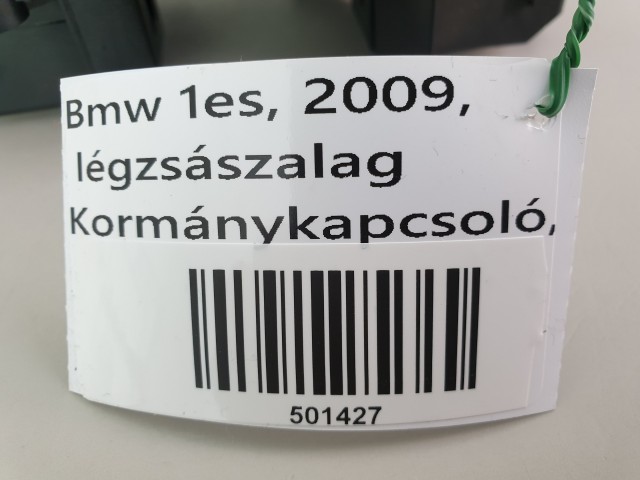 Bmw 1es, 2009,
légzsászalag
Kormánykapcsoló,
501427